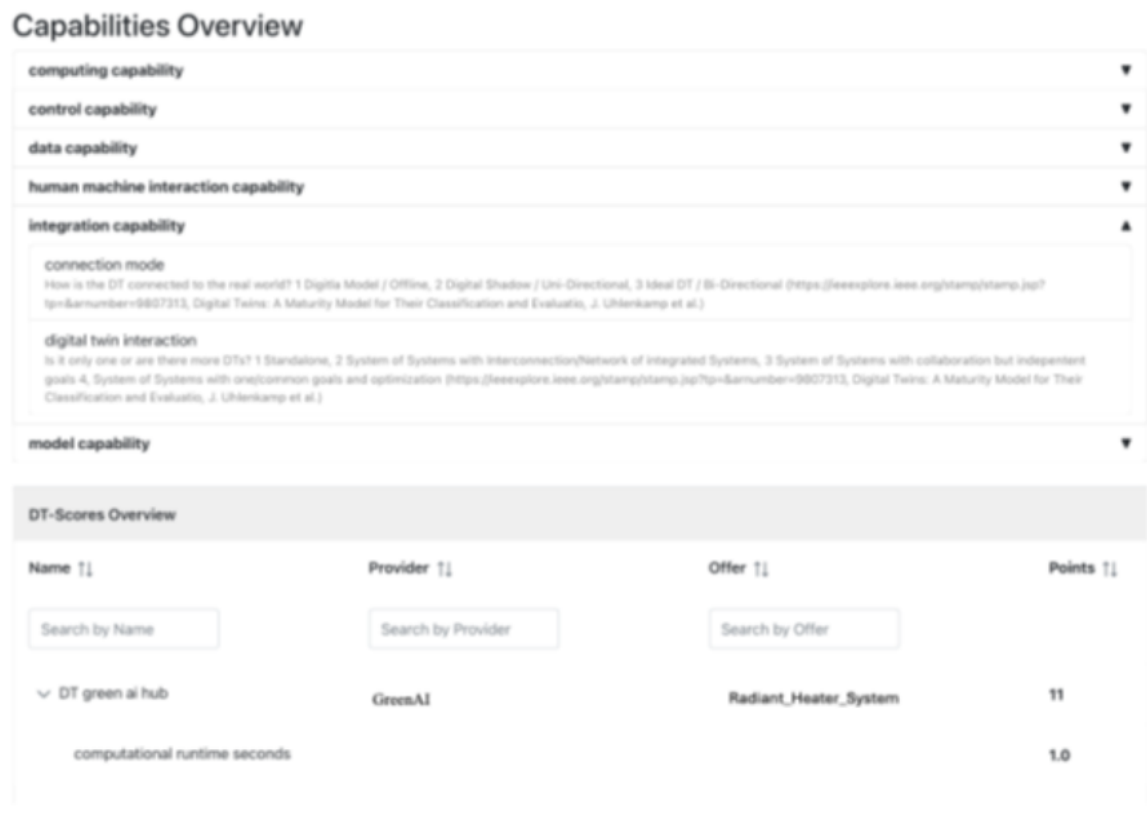 Capabilities Overview
computing capability ▼
control capability ▼
data capability ▼
human machine interaction capability ▼
integration capability ▲
connection mode
How is the DT connected to the real world? 1 Digitla Model / Offline, 2 Digital Shadow / Uni-Directional, 3 Ideal DT / Bi-Directional (https://ieeexplore.ieee.org/stamp/stamp.jsp?
tp=&arnumber=9807313, Digital Twins: A Maturity Model for Their Classification and Evaluatio, J. Uhlenkamp et al.)
digital twin interaction
Is it only one or are there more DTs? 1 Standalone, 2 System of Systems with Interconnection/Network of integrated Systems, 3 System of Systems with collaboration but indepentent
goals 4, System of Systems with one/common goals and optimization (https://ieeexplore.ieee.org/stamp/stamp.jsp?tp=&arnumber=9807313, Digital Twins: A Maturity Model for Their
Classification and Evaluatio, J. Uhlenkamp et al.)
model capability ▼
DT-Scores Overview
Name ↑↓ Provider ↑↓ Offer ↑↓ Points ↑↓
Search by Name Search by Provider Search by Offer
DT green ai hub GreenAI Radiant_Heater_System 11
computational runtime seconds 1.0